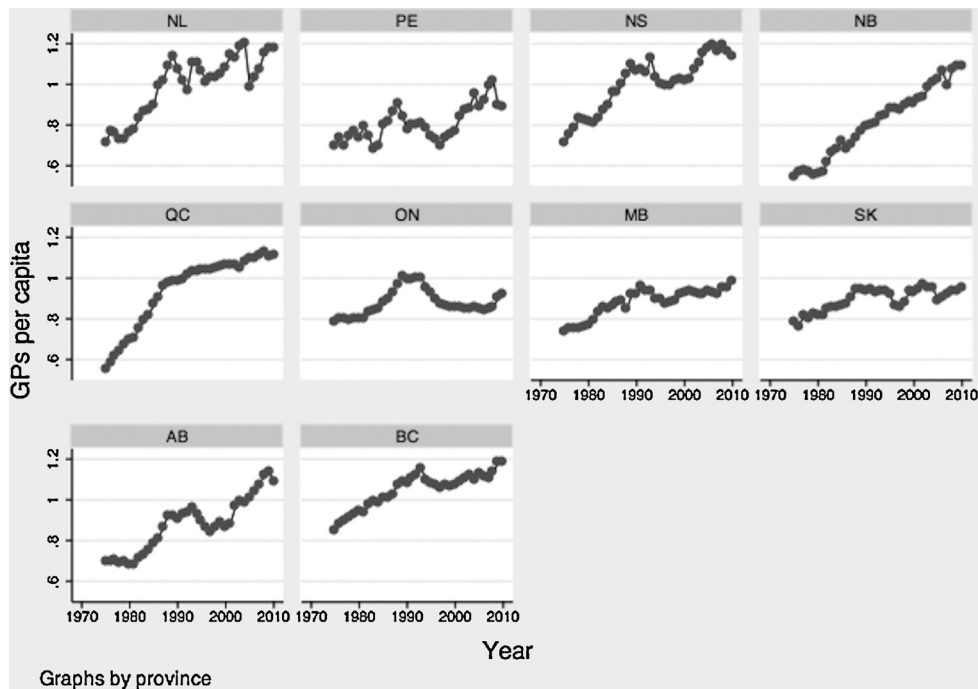 NL PE NS NB
1.2
1
.8
.6
QC ON MB SK
1.2
1
.8
.6
1970 1980 1990 2000 2010 1970 1980 1990 2000 2010
AB BC
1.2
1
.8
.6
1970 1980 1990 2000 2010 1970 1980 1990 2000 2010
GPs per capita
Year
Graphs by province